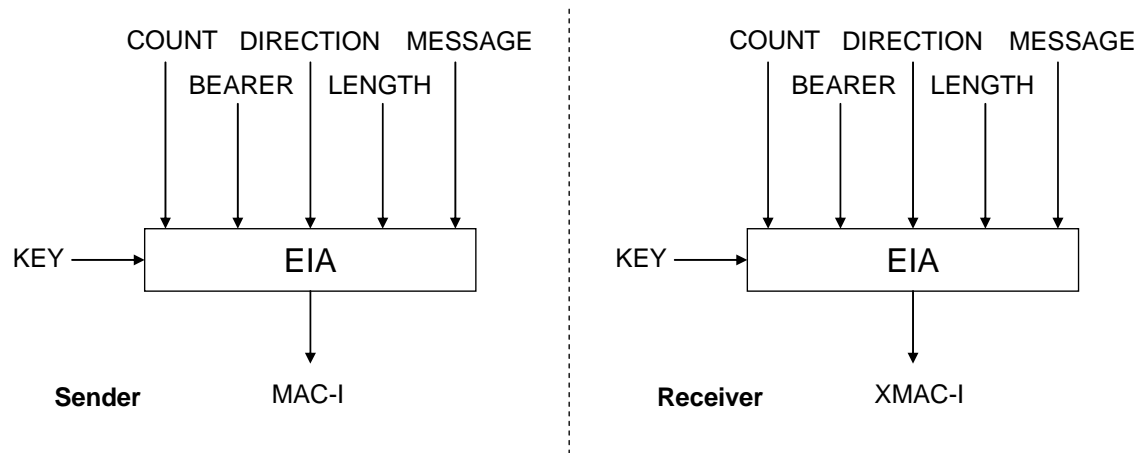 COUNT DIRECTION MESSAGE
BEARER LENGTH
KEY
EIA
Sender
MAC-I
COUNT DIRECTION MESSAGE
BEARER LENGTH
KEY
EIA
Receiver
XMAC-I